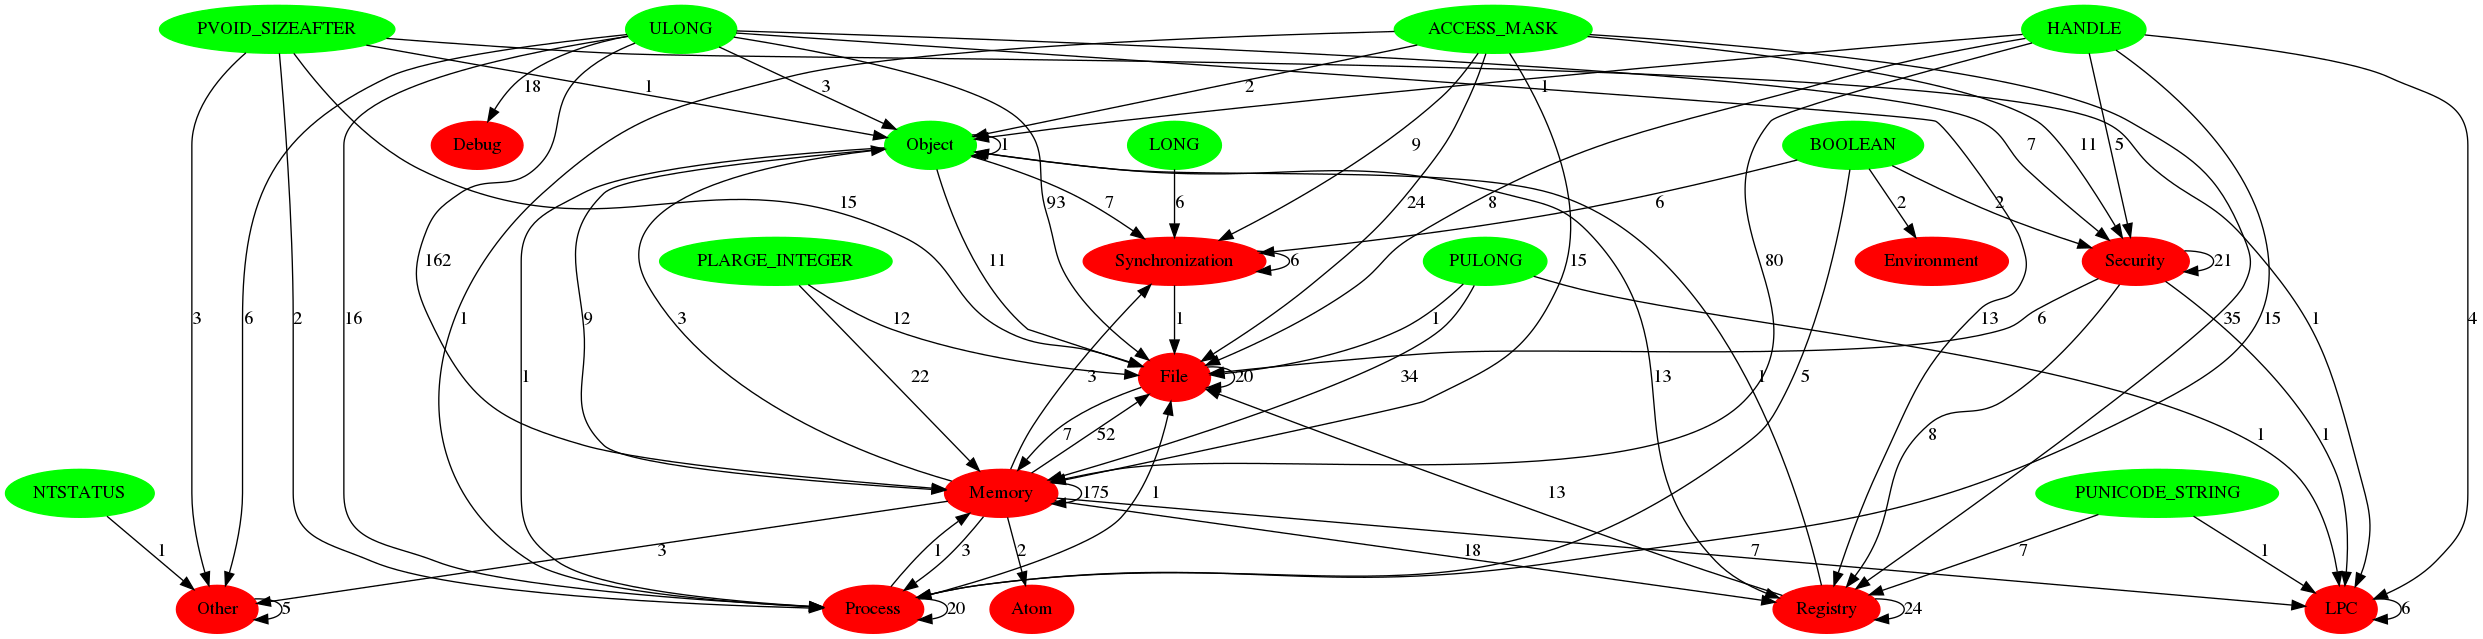 PVOID_SIZEAFTER ULONG ACCESS_MASK HANDLE
18 1 3 2 1
Debug Object 1 LONG 9 BOOLEAN 7 11 5
15 93 7 6 24 8 6 2 2
162 PLARGE_INTEGER 11 Synchronization 6 PULONG 15 80 Environment Security 21
3 6 2 16 1 9 3 12 1 1 13 35 15 6 1 4
1 22 3 20 34 13 1 5
File
7 52 8 1 1
NTSTATUS Memory 175 1 13 PUNICODE_STRING
1 3 1 3 2 18 7 7 1
Other 5 Process 20 Atom Registry 24 LPC 6